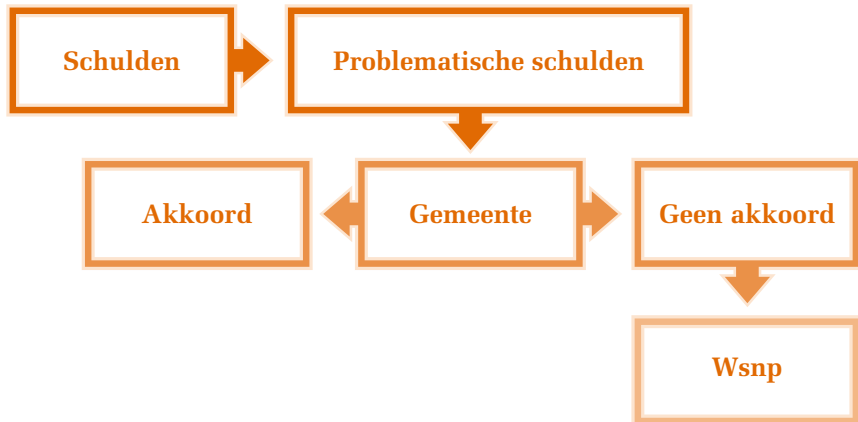 Schulden
Problematische schulden
Akkoord
Gemeente
Geen akkoord
Wsnp